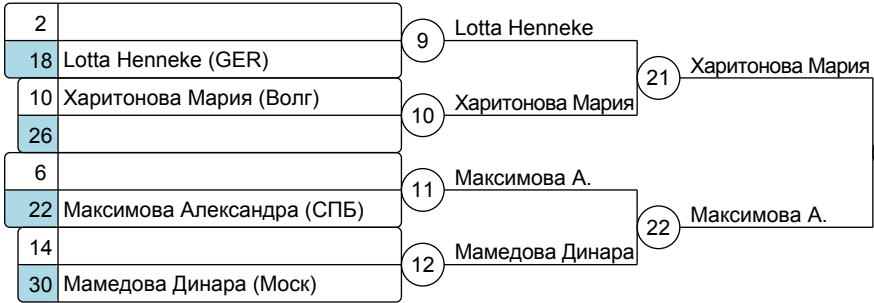 2
9 Lotta Henneke
18 Lotta Henneke (GER)
21 Харитонова Мария
10 Харитонова Мария (Волг)
10 Харитонова Мария
26
6
11 Максимова А.
22 Максимова Александра (СПБ)
22 Максимова А.
14
12 Мамедова Динара
30 Мамедова Динара (Моск)